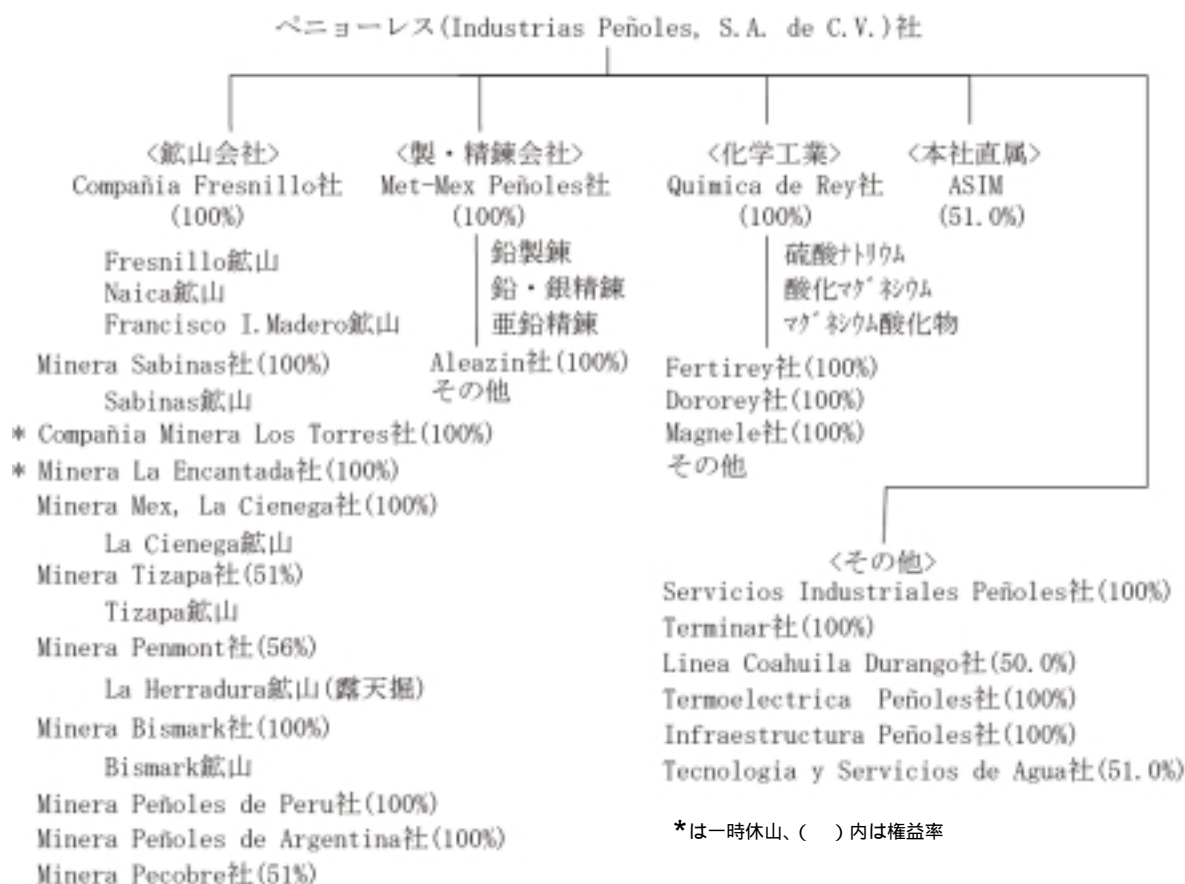 ペニョーレス(Industrias Peñoles, S.A. de C.V.)社
<鉱山会社>
Compañia Fresnillo社
(100%)
Fresnillo鉱山
Naica鉱山
Francisco I.Madero鉱山
Minera Sabinas社(100%)
Sabinas鉱山
* Compañia Minera Los Torres社(100%)
* Minera La Encantada社(100%)
Minera Mex, La Cienega社(100%)
La Cienega鉱山
Minera Tizapa社(51%)
Tizapa鉱山
Minera Penmont社(56%)
La Herradura鉱山(露天掘)
Minera Bismark社(100%)
Bismark鉱山
Minera Peñoles de Peru社(100%)
Minera Peñoles de Argentina社(100%)
Minera Pecobre社(51%)
<製・精錬会社>
Met-Mex Peñoles社
(100%)
鉛製錬
鉛・銀精錬
亜鉛精錬
Aleazin社(100%)
その他
<化学工業>
Quimica de Rey社
(100%)
硫酸ﾅﾄﾘｳﾑ
酸化ﾏｸﾞﾈｼｳﾑ
ﾏｸﾞﾈｼｳﾑ酸化物
Fertirey社(100%)
Dororey社(100%)
Magnele社(100%)
その他
<本社直属>
ASIM
(51.0%)
<その他>
Servicios Industriales Peñoles社(100%)
Terminar社(100%)
Linea Coahuila Durango社(50.0%)
Termoelectrica Peñoles社(100%)
Infraestructura Peñoles社(100%)
Tecnologia y Servicios de Agua社(51.0%)
*は一時休山、( )内は権益率